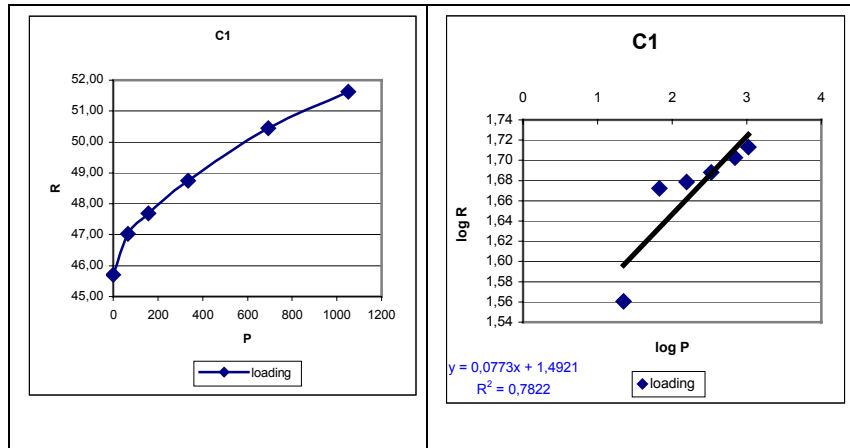 C1
52,00
51,00
50,00
49,00
48,00
47,00
46,00
45,00
R
0 200 400 600 800 1000 1200
P
loading
C1
0 1 2 3 4
1,74
1,72
1,70
1,68
1,66
1,64
1,62
1,60
1,58
1,56
1,54
log R
log P
y = 0,0773x + 1,4921
R² = 0,7822
loading